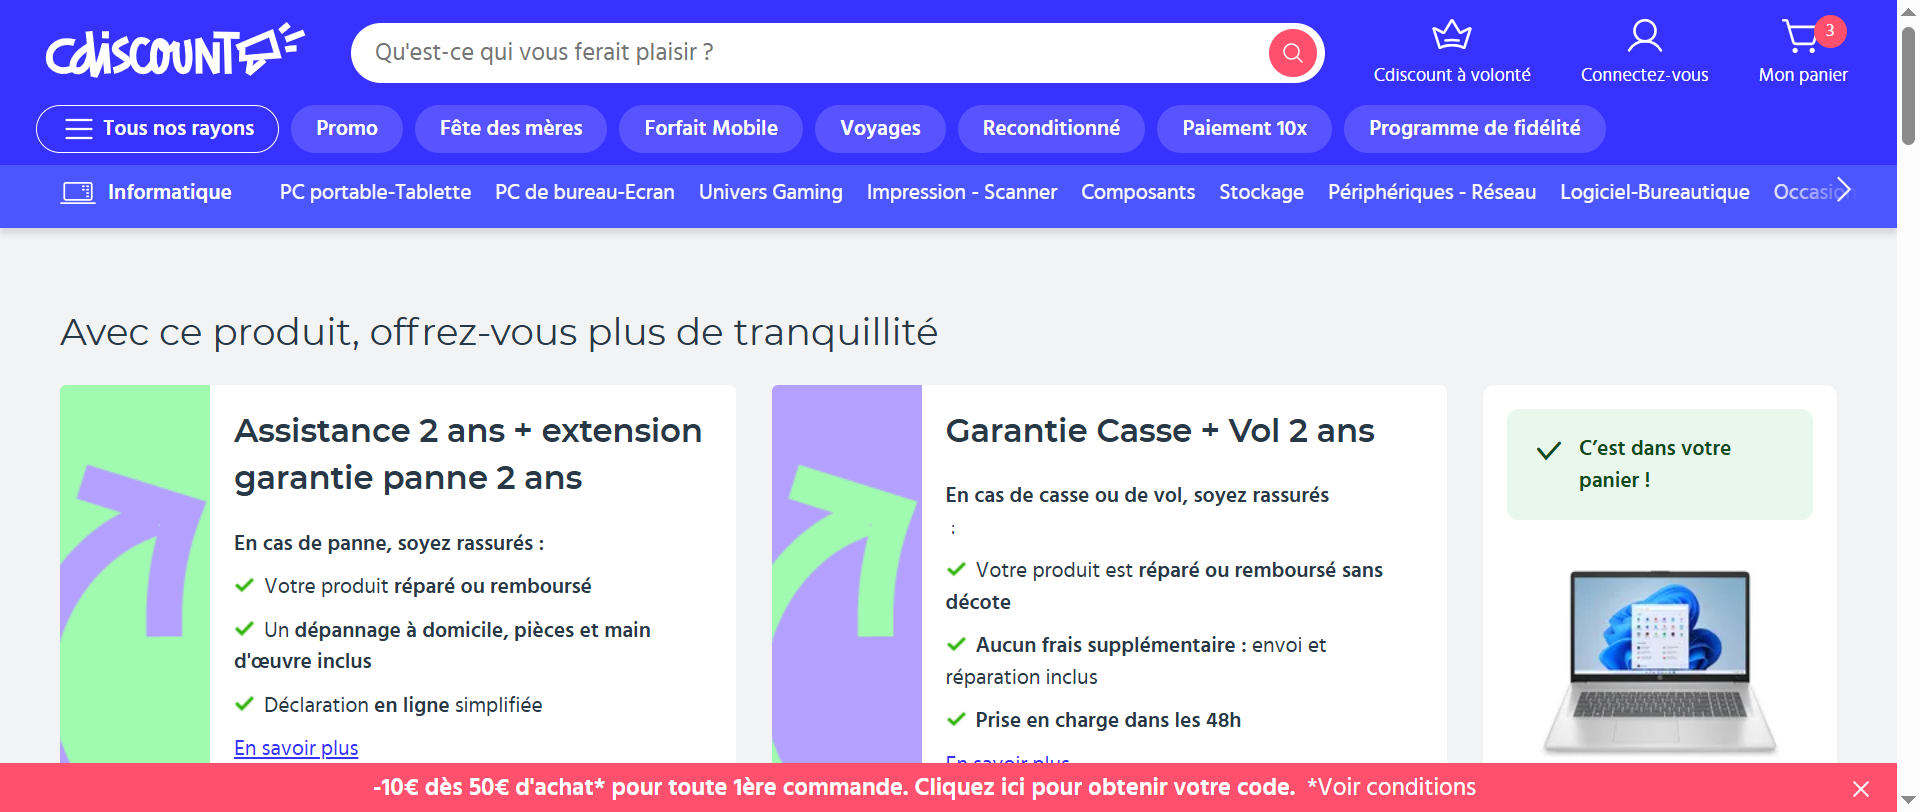 Cdiscount
Qu'est-ce qui vous ferait plaisir ?
Cdiscount à volonté
Connectez-vous
3
Mon panier
Tous nos rayons
Promo
Fête des mères
Forfait Mobile
Voyages
Reconditionné
Paiement 10x
Programme de fidélité
Informatique
PC portable-Tablette
PC de bureau-Ecran
Univers Gaming
Impression - Scanner
Composants
Stockage
Périphériques - Réseau
Logiciel-Bureautique
Occasion
Avec ce produit, offrez-vous plus de tranquillité
Assistance 2 ans + extension
garantie panne 2 ans
En cas de panne, soyez rassurés :
Votre produit réparé ou remboursé
Un dépannage à domicile, pièces et main
d'œuvre inclus
Déclaration en ligne simplifiée
En savoir plus
Garantie Casse + Vol 2 ans
En cas de casse ou de vol, soyez rassurés
:
Votre produit est réparé ou remboursé sans
décote
Aucun frais supplémentaire : envoi et
réparation inclus
Prise en charge dans les 48h
En savoir plus
C’est dans votre
panier !
-10€ dès 50€ d'achat* pour toute 1ère commande. Cliquez ici pour obtenir votre code. *Voir conditions